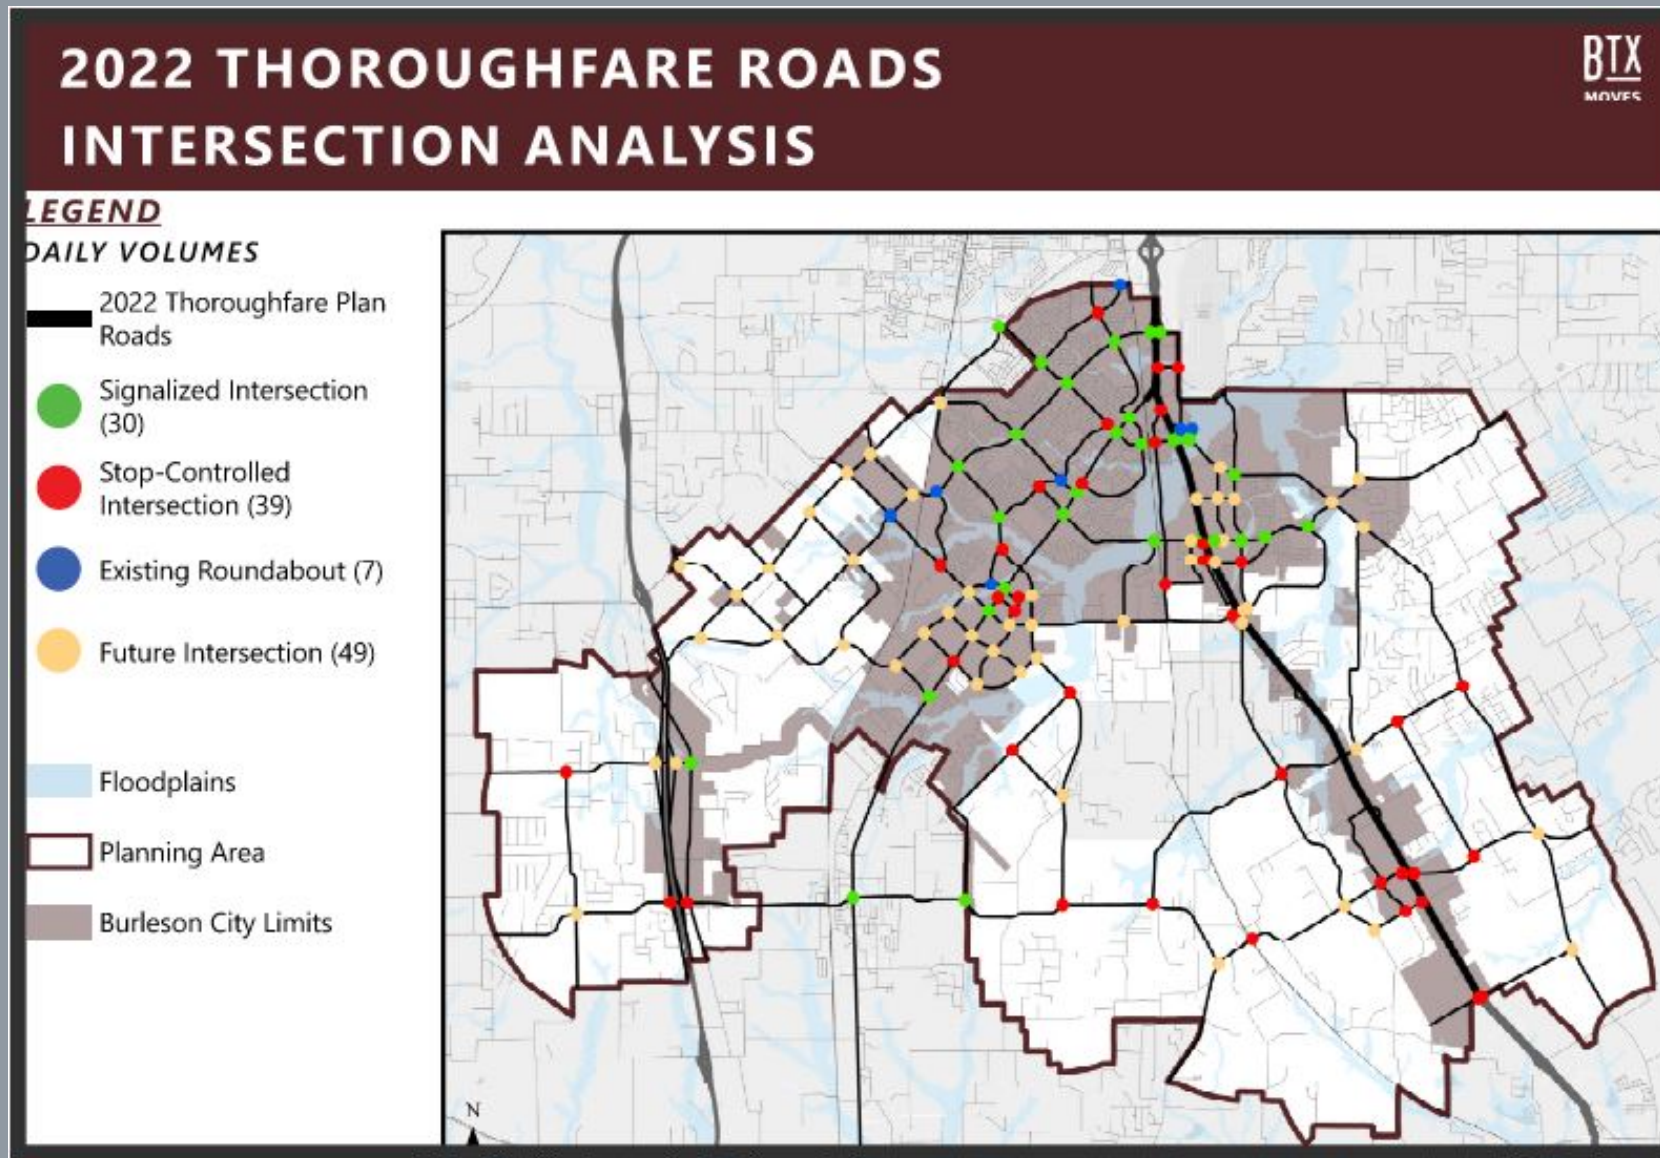 2022 THOROUGHFARE ROADS
INTERSECTION ANALYSIS
BTX
MOVES
LEGEND
DAILY VOLUMES
2022 Thoroughfare Plan
Roads
Signalized Intersection
(30)
Stop-Controlled
Intersection (39)
Existing Roundabout (7)
Future Intersection (49)
Floodplains
Planning Area
Burleson City Limits
N